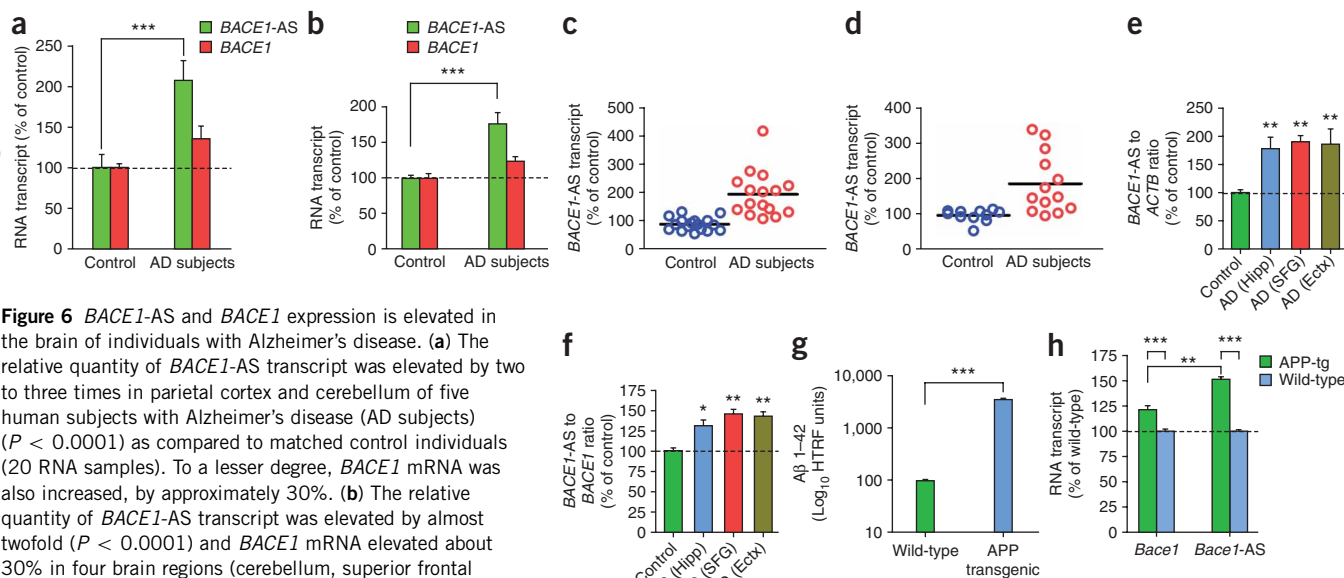 a
BACE1-AS
BACE1
***
RNA transcript (% of control)
250
200
150
100
50
0
Control
AD subjects
b
BACE1-AS
BACE1
***
RNA transcript
(% of control)
200
150
100
50
0
Control
AD subjects
c
BACE1-AS transcript
(% of control)
500
400
300
200
100
0
Control
AD subjects
d
BACE1-AS transcript
(% of control)
400
300
200
100
0
Control
AD subjects
e
BACE1-AS to
ACTB ratio
(% of control)
250
200
150
100
50
0
**
**
**
Control
AD (Hipp)
AD (SFG)
AD (Ectx)
Figure 6 BACE1-AS and BACE1 expression is elevated in
the brain of individuals with Alzheimer's disease. (a) The
relative quantity of BACE1-AS transcript was elevated by two
to three times in parietal cortex and cerebellum of five
human subjects with Alzheimer's disease (AD subjects)
(P < 0.0001) as compared to matched control individuals
(20 RNA samples). To a lesser degree, BACE1 mRNA was
also increased, by approximately 30%. (b) The relative
quantity of BACE1-AS transcript was elevated by almost
twofold (P < 0.0001) and BACE1 mRNA elevated about
30% in four brain regions (cerebellum, superior frontal
f
BACE1-AS to
BACE1 ratio
(% of control)
175
150
125
100
75
50
25
0
*
**
**
Control
(Hipp)
(SFG)
(Ectx)
g
Aβ 1–42
(Log10 HTRF units)
10,000
1,000
100
10
***
Wild-type
APP
transgenic
h
APP-tg
Wild-type
RNA transcript
(% of wild-type)
175
150
125
100
75
50
25
0
***
**
***
Bace1
Bace1-AS